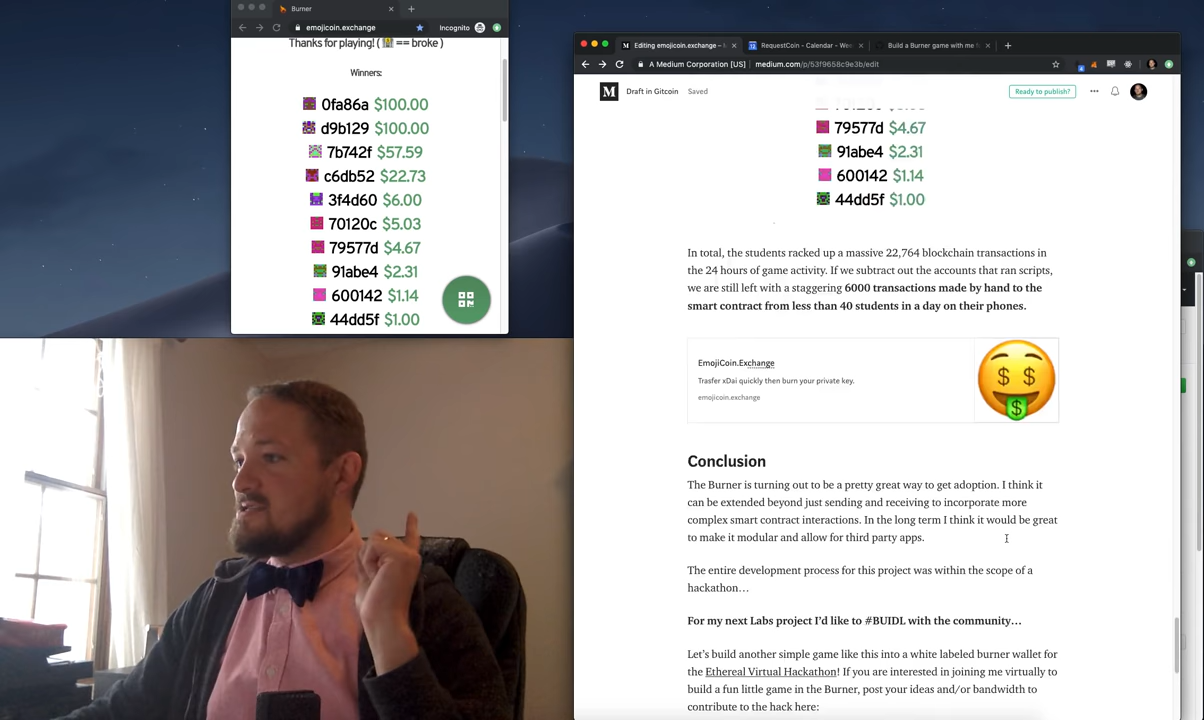 Burner
emojicoin.exchange
Incognito
Thanks for playing! ( == broke )
Winners:
0fa86a $100.00
d9b129 $100.00
7b742f $57.59
c6db52 $22.73
3f4d60 $6.00
70120c $5.03
79577d $4.67
91abe4 $2.31
600142 $1.14
44dd5f $1.00
Editing emojicoin.exchange –
RequestCoin - Calendar - Wee
Build a Burner game with me
A Medium Corporation [US] medium.com/p/53f9658c9e3b/edit
M
Draft in Gitcoin
Saved
Ready to publish?
79577d $4.67
91abe4 $2.31
600142 $1.14
44dd5f $1.00
In total, the students racked up a massive 22,764 blockchain transactions in
the 24 hours of game activity. If we subtract out the accounts that ran scripts,
we are still left with a staggering 6000 transactions made by hand to the
smart contract from less than 40 students in a day on their phones.
EmojiCoin.Exchange
Trasfer xDai quickly then burn your private key.
emojicoin.exchange
Conclusion
The Burner is turning out to be a pretty great way to get adoption. I think it
can be extended beyond just sending and receiving to incorporate more
complex smart contract interactions. In the long term I think it would be great
to make it modular and allow for third party apps.
The entire development process for this project was within the scope of a
hackathon…
For my next Labs project I'd like to #BUIDL with the community…
Let's build another simple game like this into a white labeled burner wallet for
the Ethereal Virtual Hackathon! If you are interested in joining me virtually to
build a fun little game in the Burner, post your ideas and/or bandwidth to
contribute to the hack here: